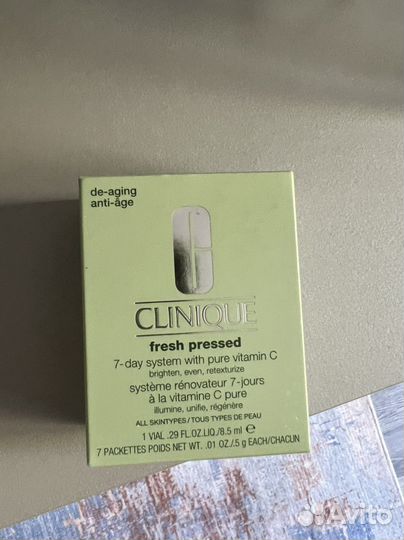 de-aging
anti-âge
CLINIQUE
fresh pressed
7-day system with pure vitamin C
brighten, even, retexturize
système rénovateur 7-jours
à la vitamine C pure
illumine, unifie, régénère
ALL SKINTYPES/TOUS TYPES DE PEAU
1 VIAL .29 FL.OZ.LIQ./8.5 ml ℮
7 PACKETTES POIDS NET WT. .01 OZ./.5 g EACH/CHACUN
Avito